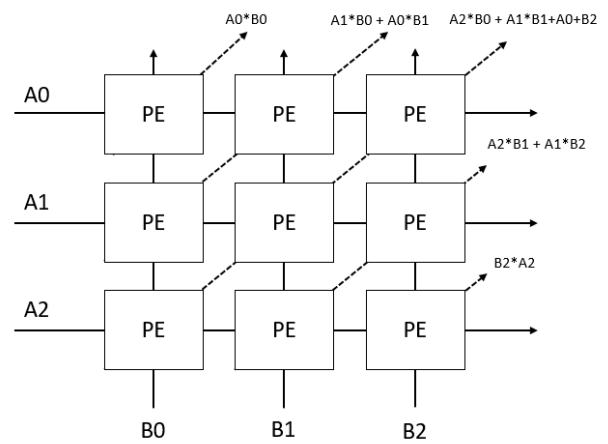 A0*B0
A1*B0 + A0*B1
A2*B0 + A1*B1+A0+B2
A0
PE
PE
PE
A2*B1 + A1*B2
A1
PE
PE
PE
B2*A2
A2
PE
PE
PE
B0
B1
B2